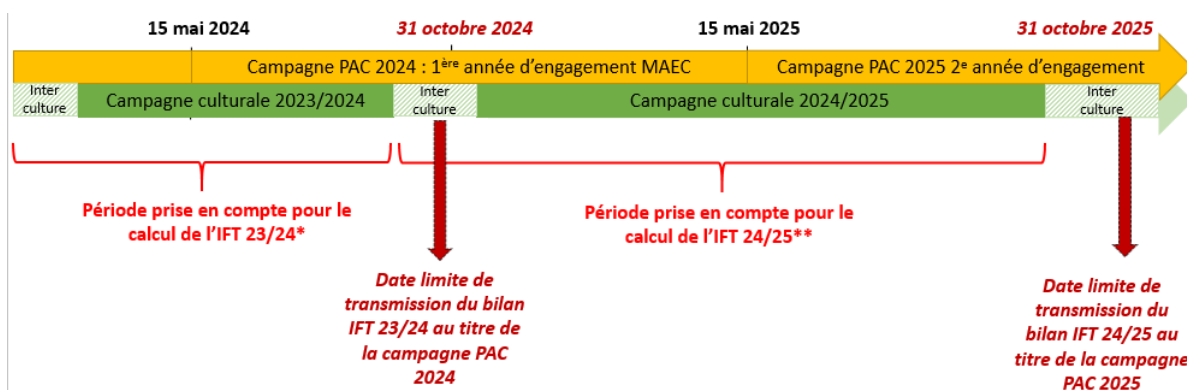 15 mai 2024
31 octobre 2024
15 mai 2025
31 octobre 2025
Campagne PAC 2024 : 1ère année d'engagement MAEC
Campagne PAC 2025 2e année d'engagement
Inter
culture
Campagne culturale 2023/2024
Inter
culture
Campagne culturale 2024/2025
Inter
culture
Période prise en compte pour le
calcul de l'IFT 23/24*
Période prise en compte pour le
calcul de l'IFT 24/25**
Date limite de
transmission du bilan
IFT 23/24 au titre de
la campagne PAC
2024
Date limite de
transmission du
bilan IFT 24/25 au
titre de la campagne
PAC 2025